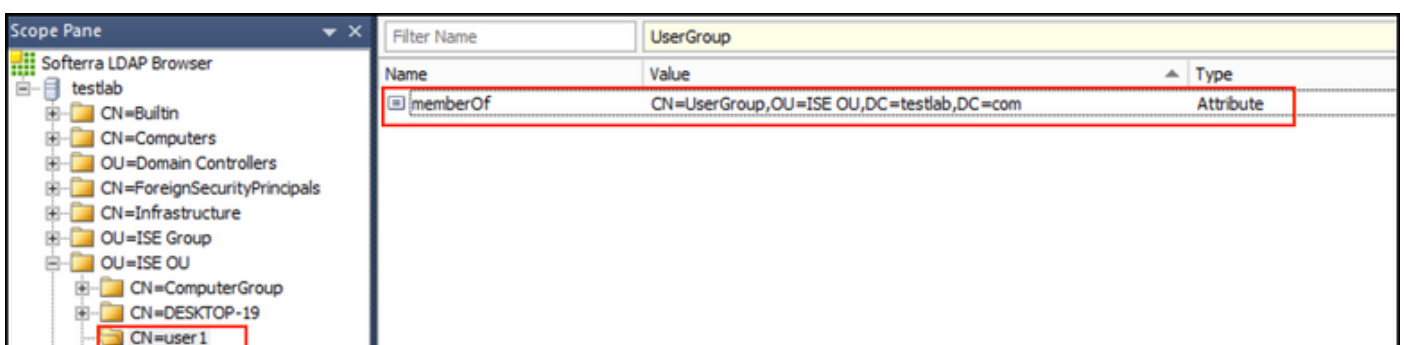 Scope Pane
Softerra LDAP Browser
testlab
CN=Builtin
CN=Computers
OU=Domain Controllers
CN=ForeignSecurityPrincipals
CN=Infrastructure
OU=ISE Group
OU=ISE OU
CN=ComputerGroup
CN=DESKTOP-19
CN=user1
Filter Name UserGroup
Name Value Type
memberOf CN=UserGroup,OU=ISE OU,DC=testlab,DC=com Attribute